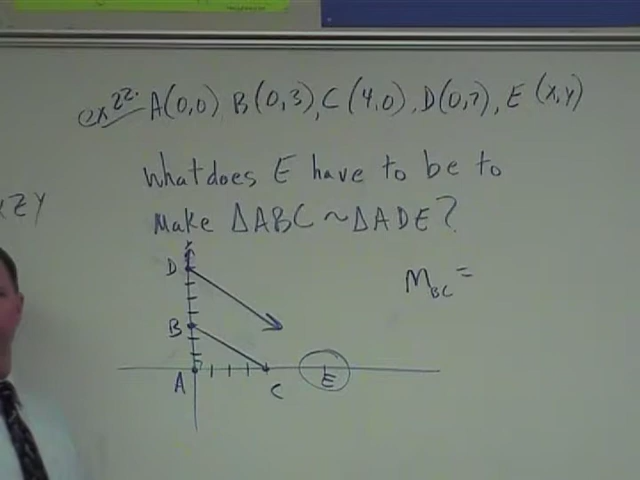 ex 22. A(0,0) B(0,3), C(4,0), D(0,7), E(x,y)
What does E have to be to
Make ΔABC ~ ΔADE?
ZY
D
M_BC =
B
A
C
E